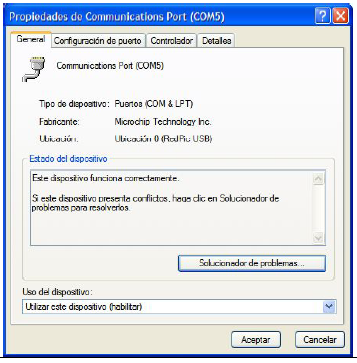 Propiedades de Communications Port (COM5)
General Configuración de puerto Controlador Detalles
Communications Port (COM5)
Tipo de dispositivo: Puertos (COM & LPT)
Fabricante: Microchip Technology Inc.
Ubicación: Ubicación 0 (RedPic USB)
Estado del dispositivo
Este dispositivo funciona correctamente.
Si este dispositivo presenta conflictos, haga clic en Solucionador de
problemas para resolverlos.
Solucionador de problemas...
Uso del dispositivo:
Utilizar este dispositivo (habilitar)
Aceptar Cancelar